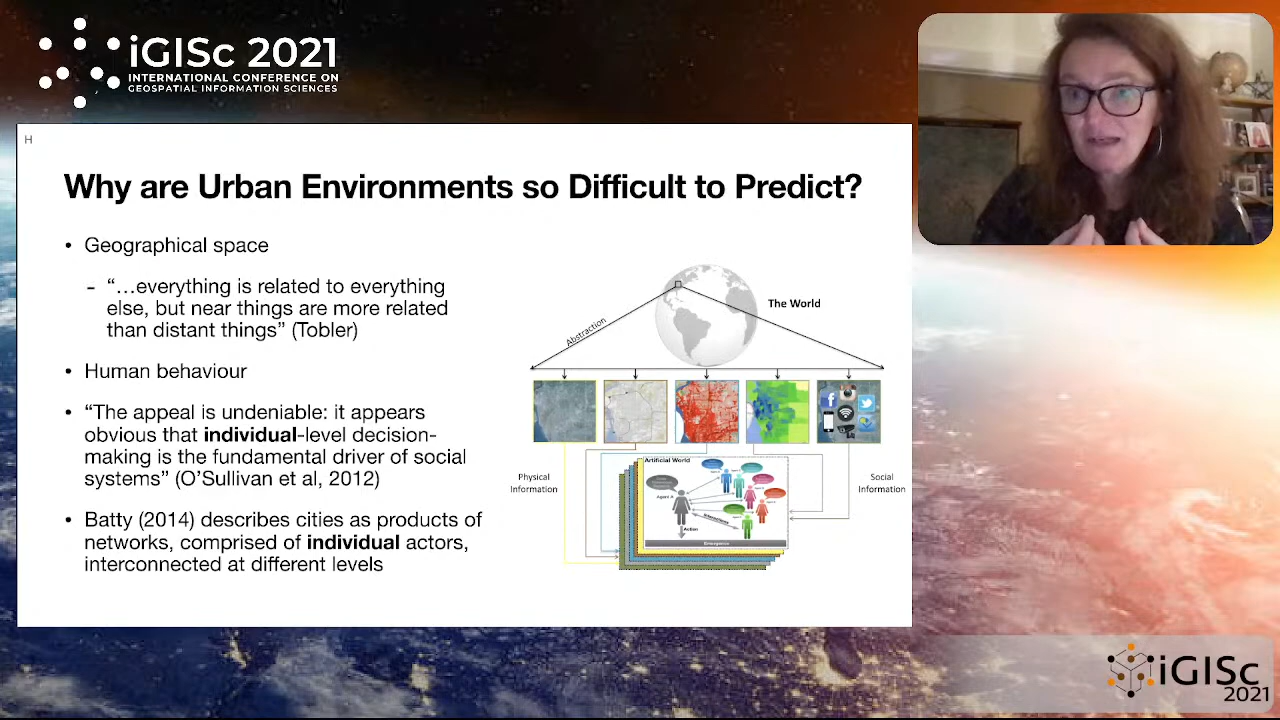 iGISc 2021
INTERNATIONAL CONFERENCE ON
GEOSPATIAL INFORMATION SCIENCES
H
Why are Urban Environments so Difficult to Predict?
• Geographical space
– “…everything is related to everything
else, but near things are more related
than distant things” (Tobler)
• Human behaviour
• “The appeal is undeniable: it appears
obvious that individual-level decision-
making is the fundamental driver of social
systems” (O’Sullivan et al, 2012)
• Batty (2014) describes cities as products of
networks, comprised of individual actors,
interconnected at different levels
The World
Abstraction
Physical
Information
Artificial World
Agent A
Action
Emergence
Social
Information
iGISc
2021